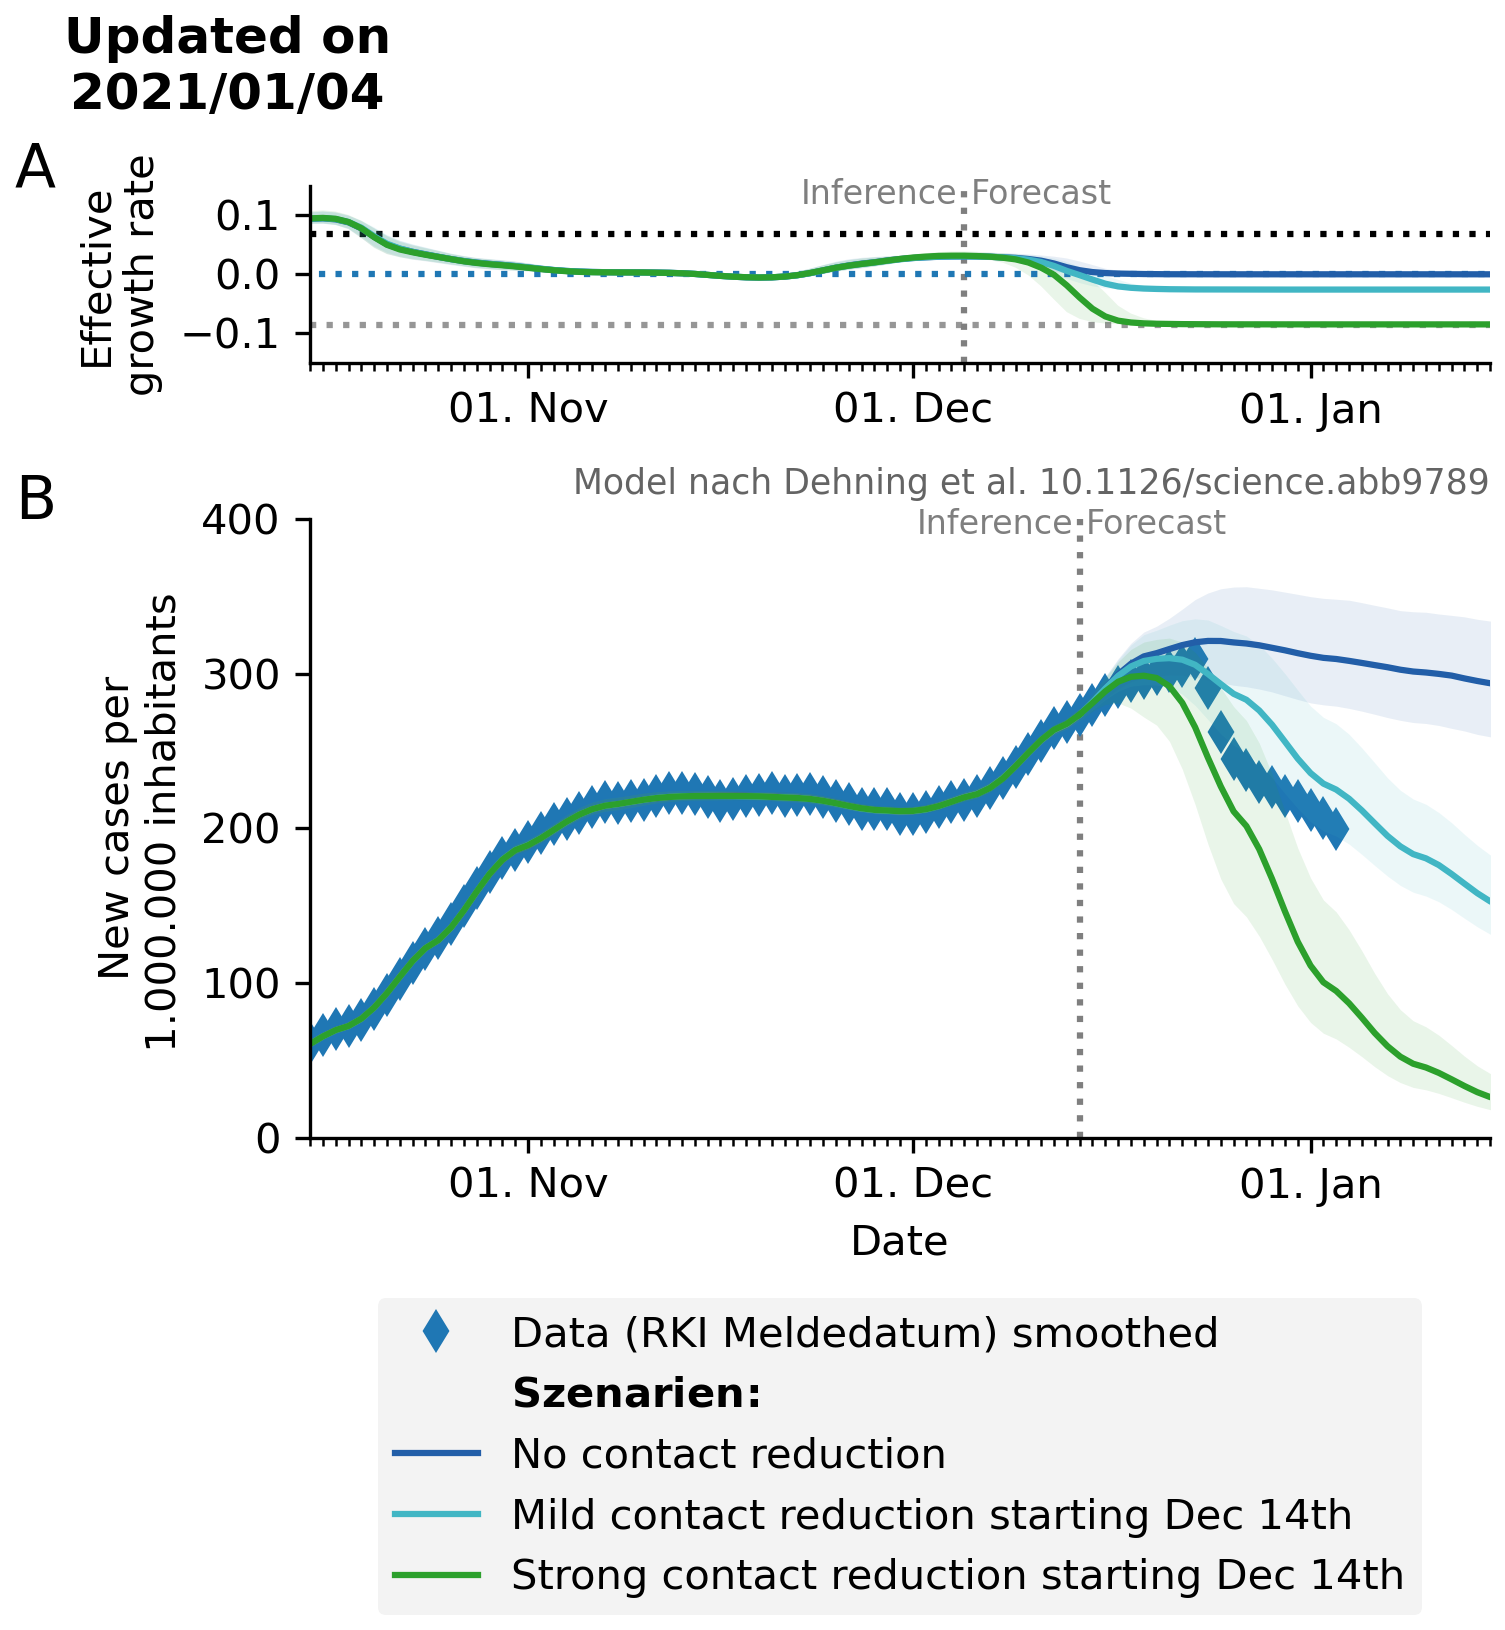 Updated on
2021/01/04
A
Effective
growth rate
0.1
0.0
−0.1
Inference Forecast
01. Nov 01. Dec 01. Jan
B
Model nach Dehning et al. 10.1126/science.abb9789
Inference Forecast
New cases per
1.000.000 inhabitants
400
300
200
100
0
01. Nov 01. Dec 01. Jan
Date
Data (RKI Meldedatum) smoothed
Szenarien:
No contact reduction
Mild contact reduction starting Dec 14th
Strong contact reduction starting Dec 14th